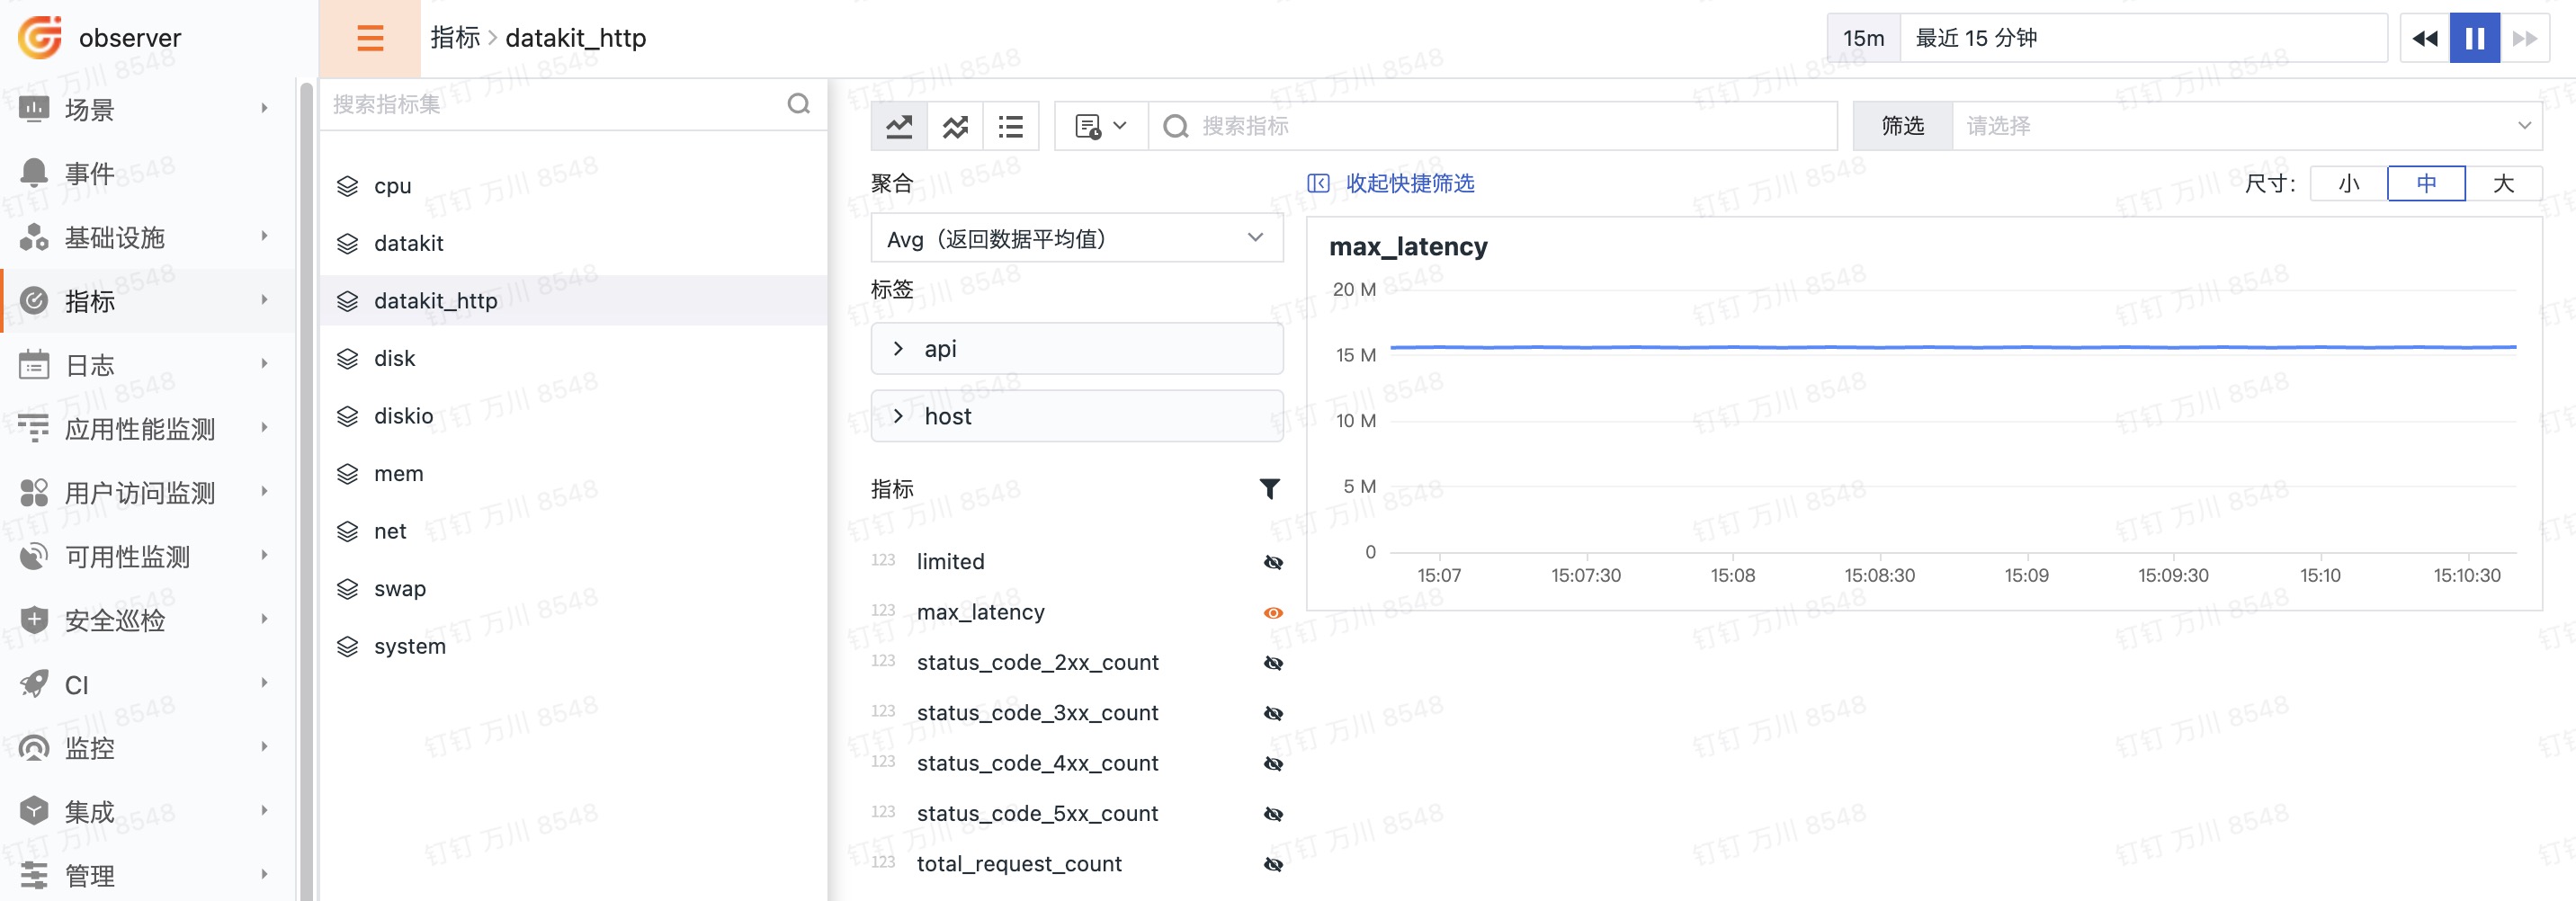 observer
指标 > datakit_http
15m 最近 15 分钟
场景
事件
基础设施
指标
日志
应用性能监测
用户访问监测
可用性监测
安全巡检
CI
监控
集成
管理
搜索指标集
cpu
datakit
datakit_http
disk
diskio
mem
net
swap
system
搜索指标
筛选 请选择
聚合
Avg（返回数据平均值）
标签
api
host
指标
123 limited
123 max_latency
123 status_code_2xx_count
123 status_code_3xx_count
123 status_code_4xx_count
123 status_code_5xx_count
123 total_request_count
收起快捷筛选
尺寸: 小 中 大
max_latency
20 M
15 M
10 M
5 M
0
15:07 15:07:30 15:08 15:08:30 15:09 15:09:30 15:10 15:10:30
钉钉 万川 8548